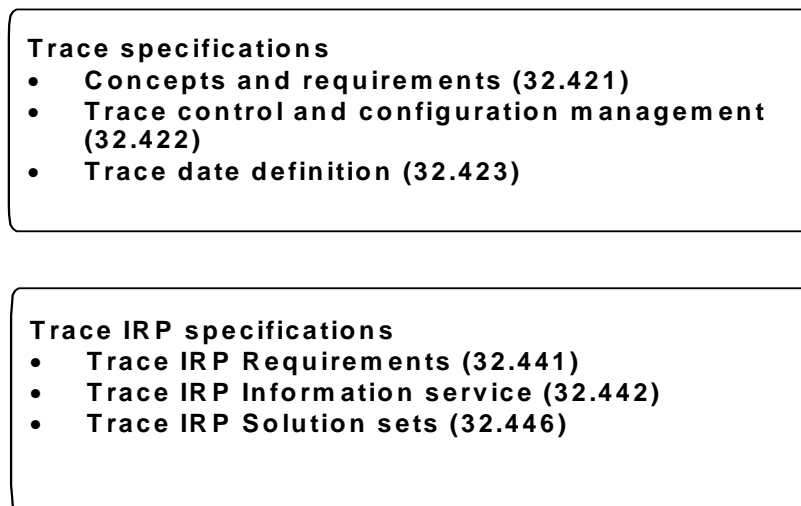 Trace specifications
• Concepts and requirements (32.421)
• Trace control and configuration management
(32.422)
• Trace date definition (32.423)
Trace IRP specifications
• Trace IRP Requirements (32.441)
• Trace IRP Information service (32.442)
• Trace IRP Solution sets (32.446)